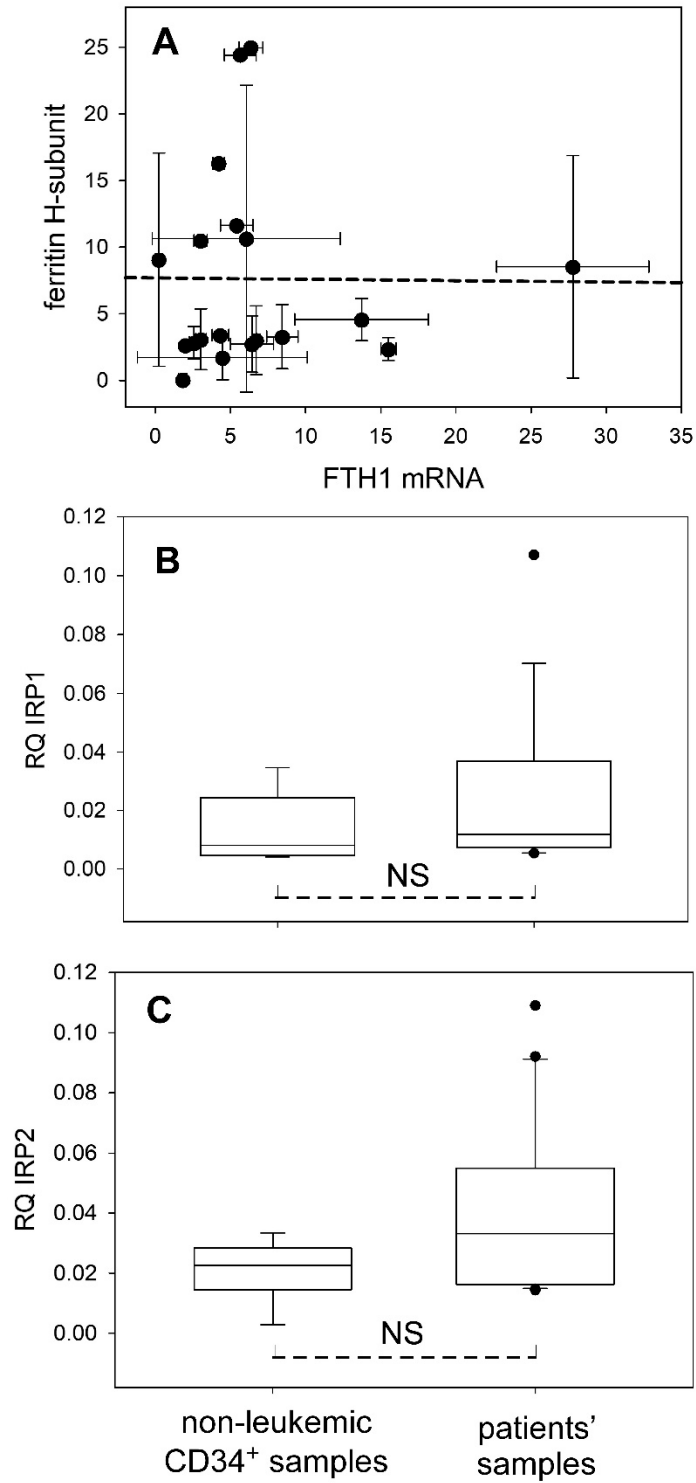 A
25
20
15
10
5
0
ferritin H-subunit
0 5 10 15 20 25 30 35
FTH1 mRNA
B
0.12
0.10
0.08
0.06
0.04
0.02
0.00
RQ IRP1
NS
C
0.12
0.10
0.08
0.06
0.04
0.02
0.00
RQ IRP2
NS
non-leukemic
CD34⁺ samples
patients’
samples